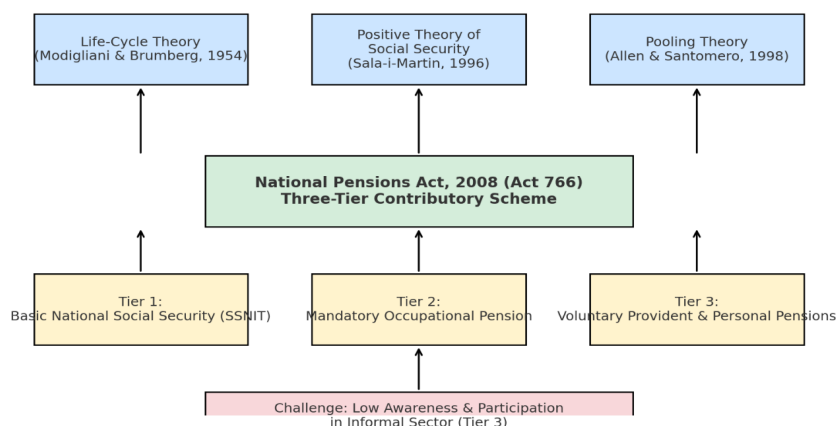 Life-Cycle Theory
(Modigliani & Brumberg, 1954)
Positive Theory of
Social Security
(Sala-i-Martin, 1996)
Pooling Theory
(Allen & Santomero, 1998)
National Pensions Act, 2008 (Act 766)
Three-Tier Contributory Scheme
Tier 1:
Basic National Social Security (SSNIT)
Tier 2:
Mandatory Occupational Pension
Tier 3:
Voluntary Provident & Personal Pensions
Challenge: Low Awareness & Participation
in Informal Sector (Tier 3)